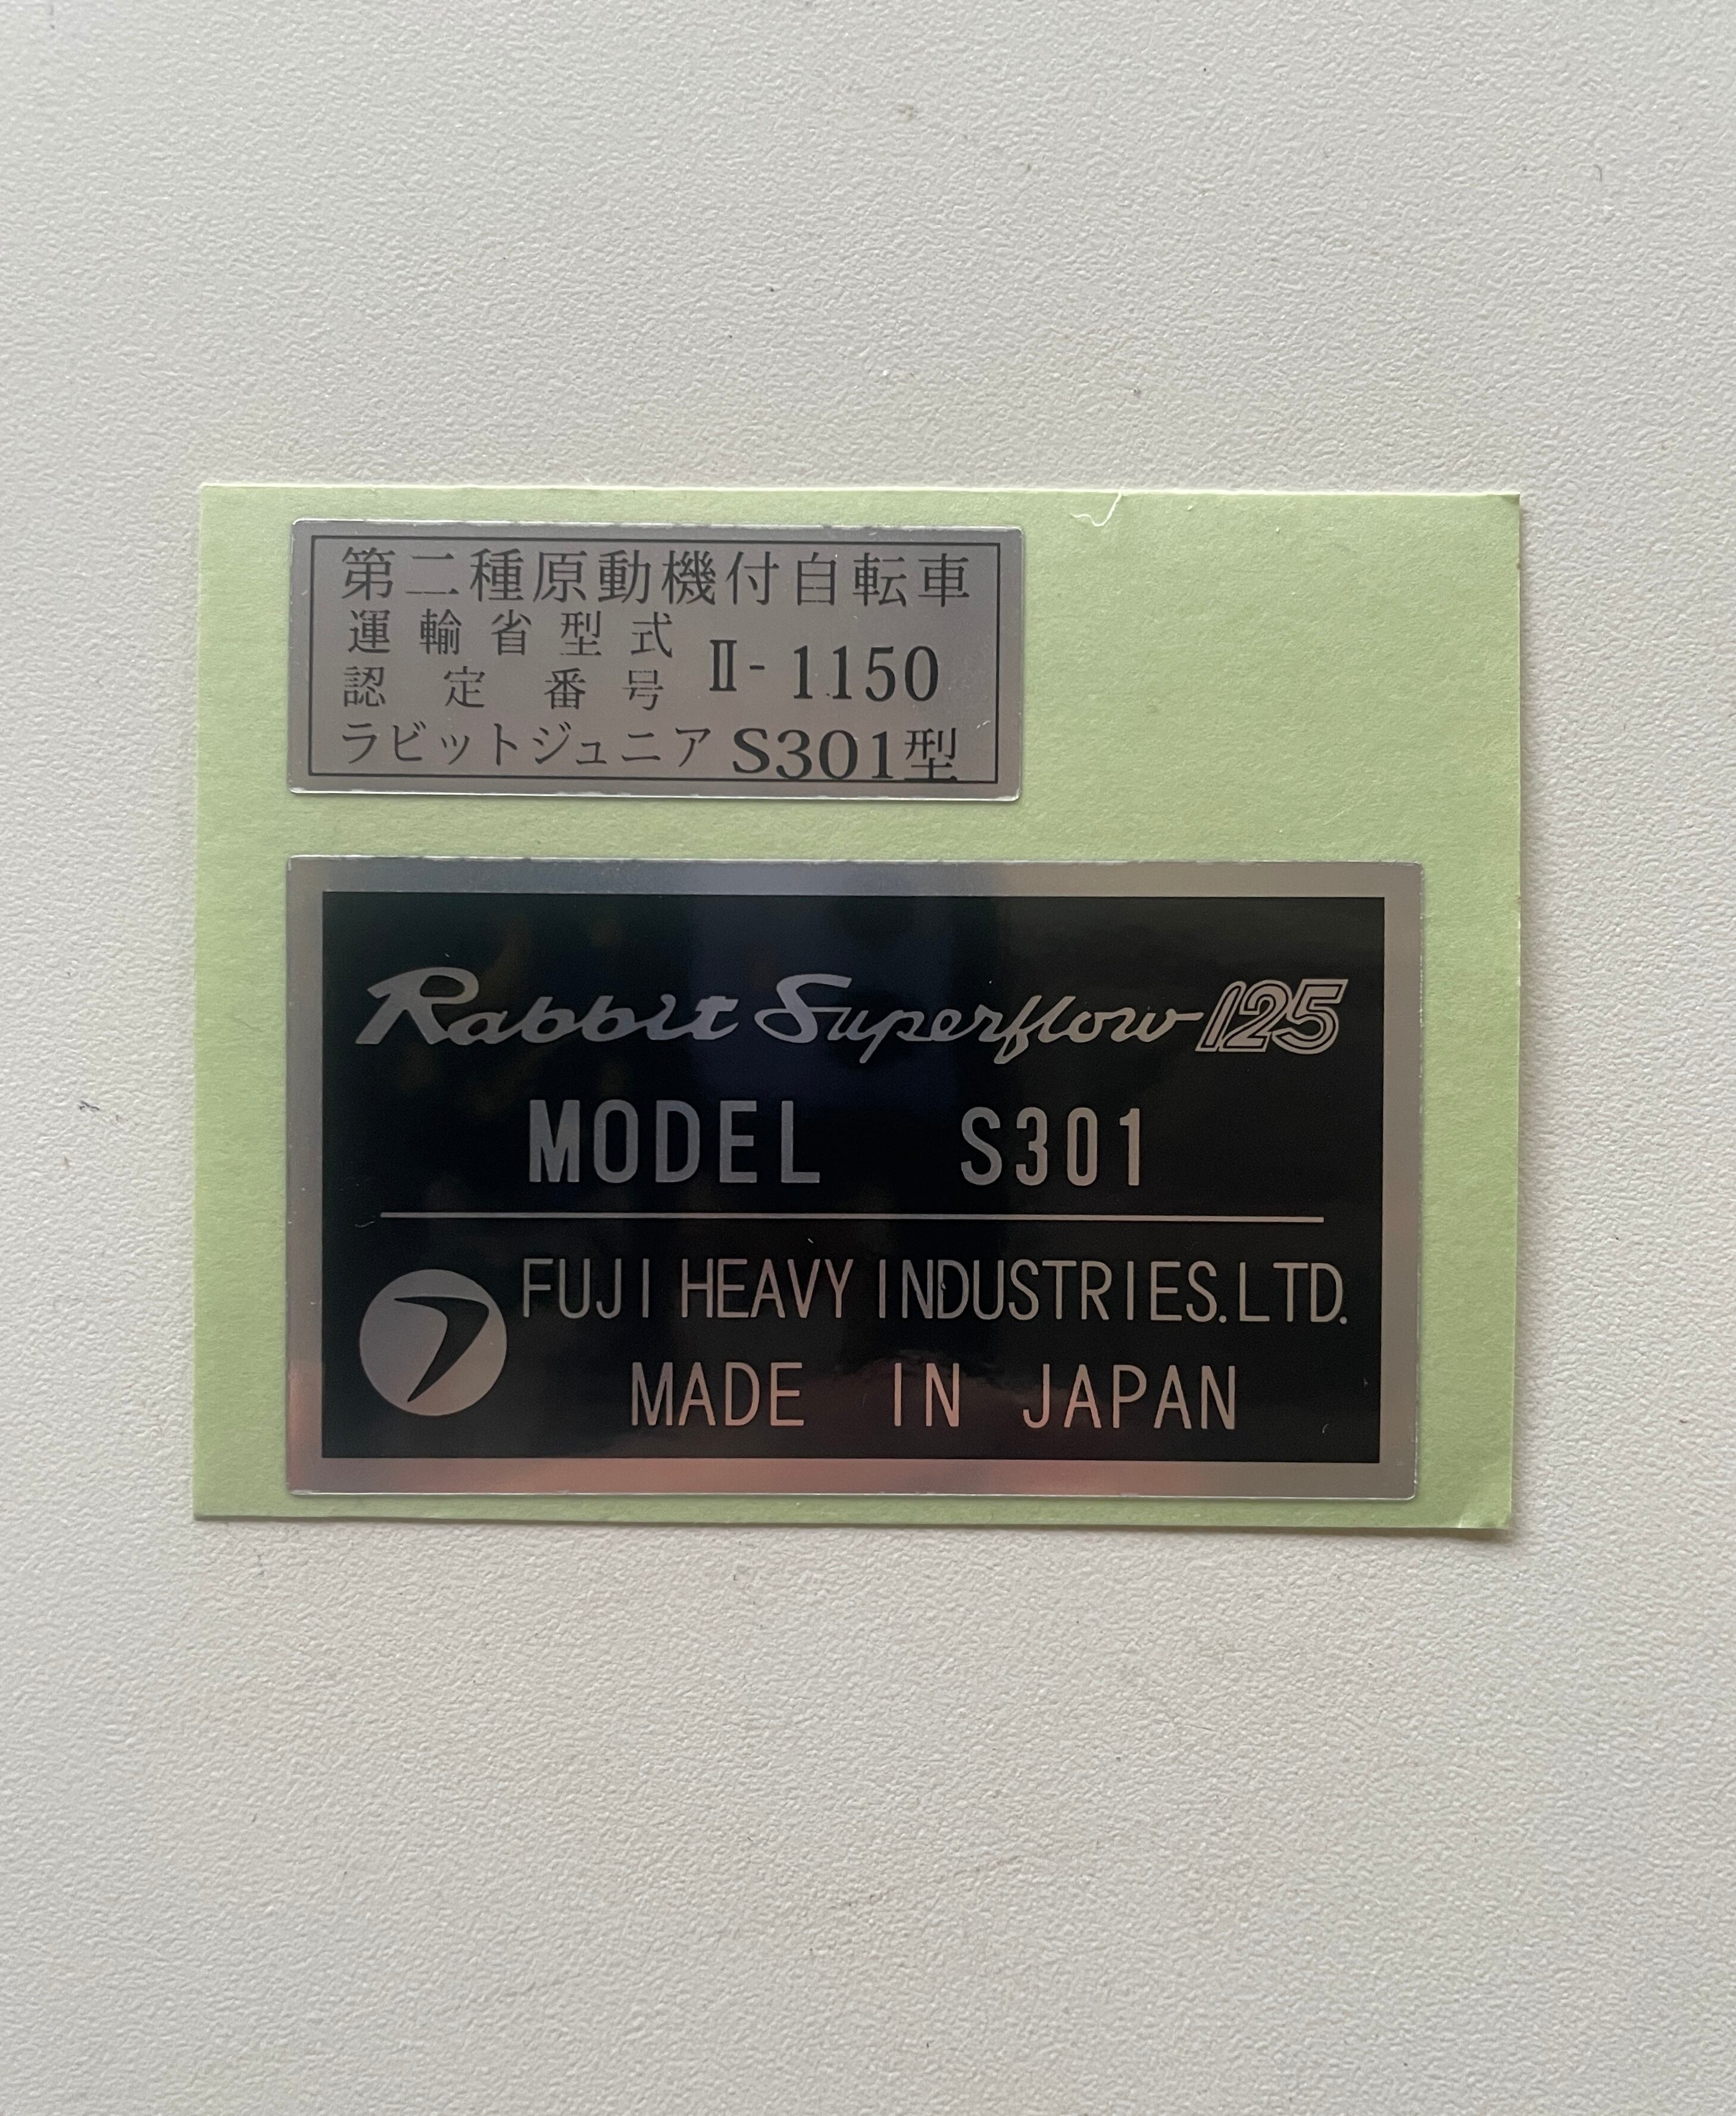 第二種原動機付自転車
運輸省型式
認定番号 Ⅱ-1150
ラビットジュニア S301型
Rabbit Superflow 125
MODEL S301
FUJI HEAVY INDUSTRIES.LTD.
MADE IN JAPAN